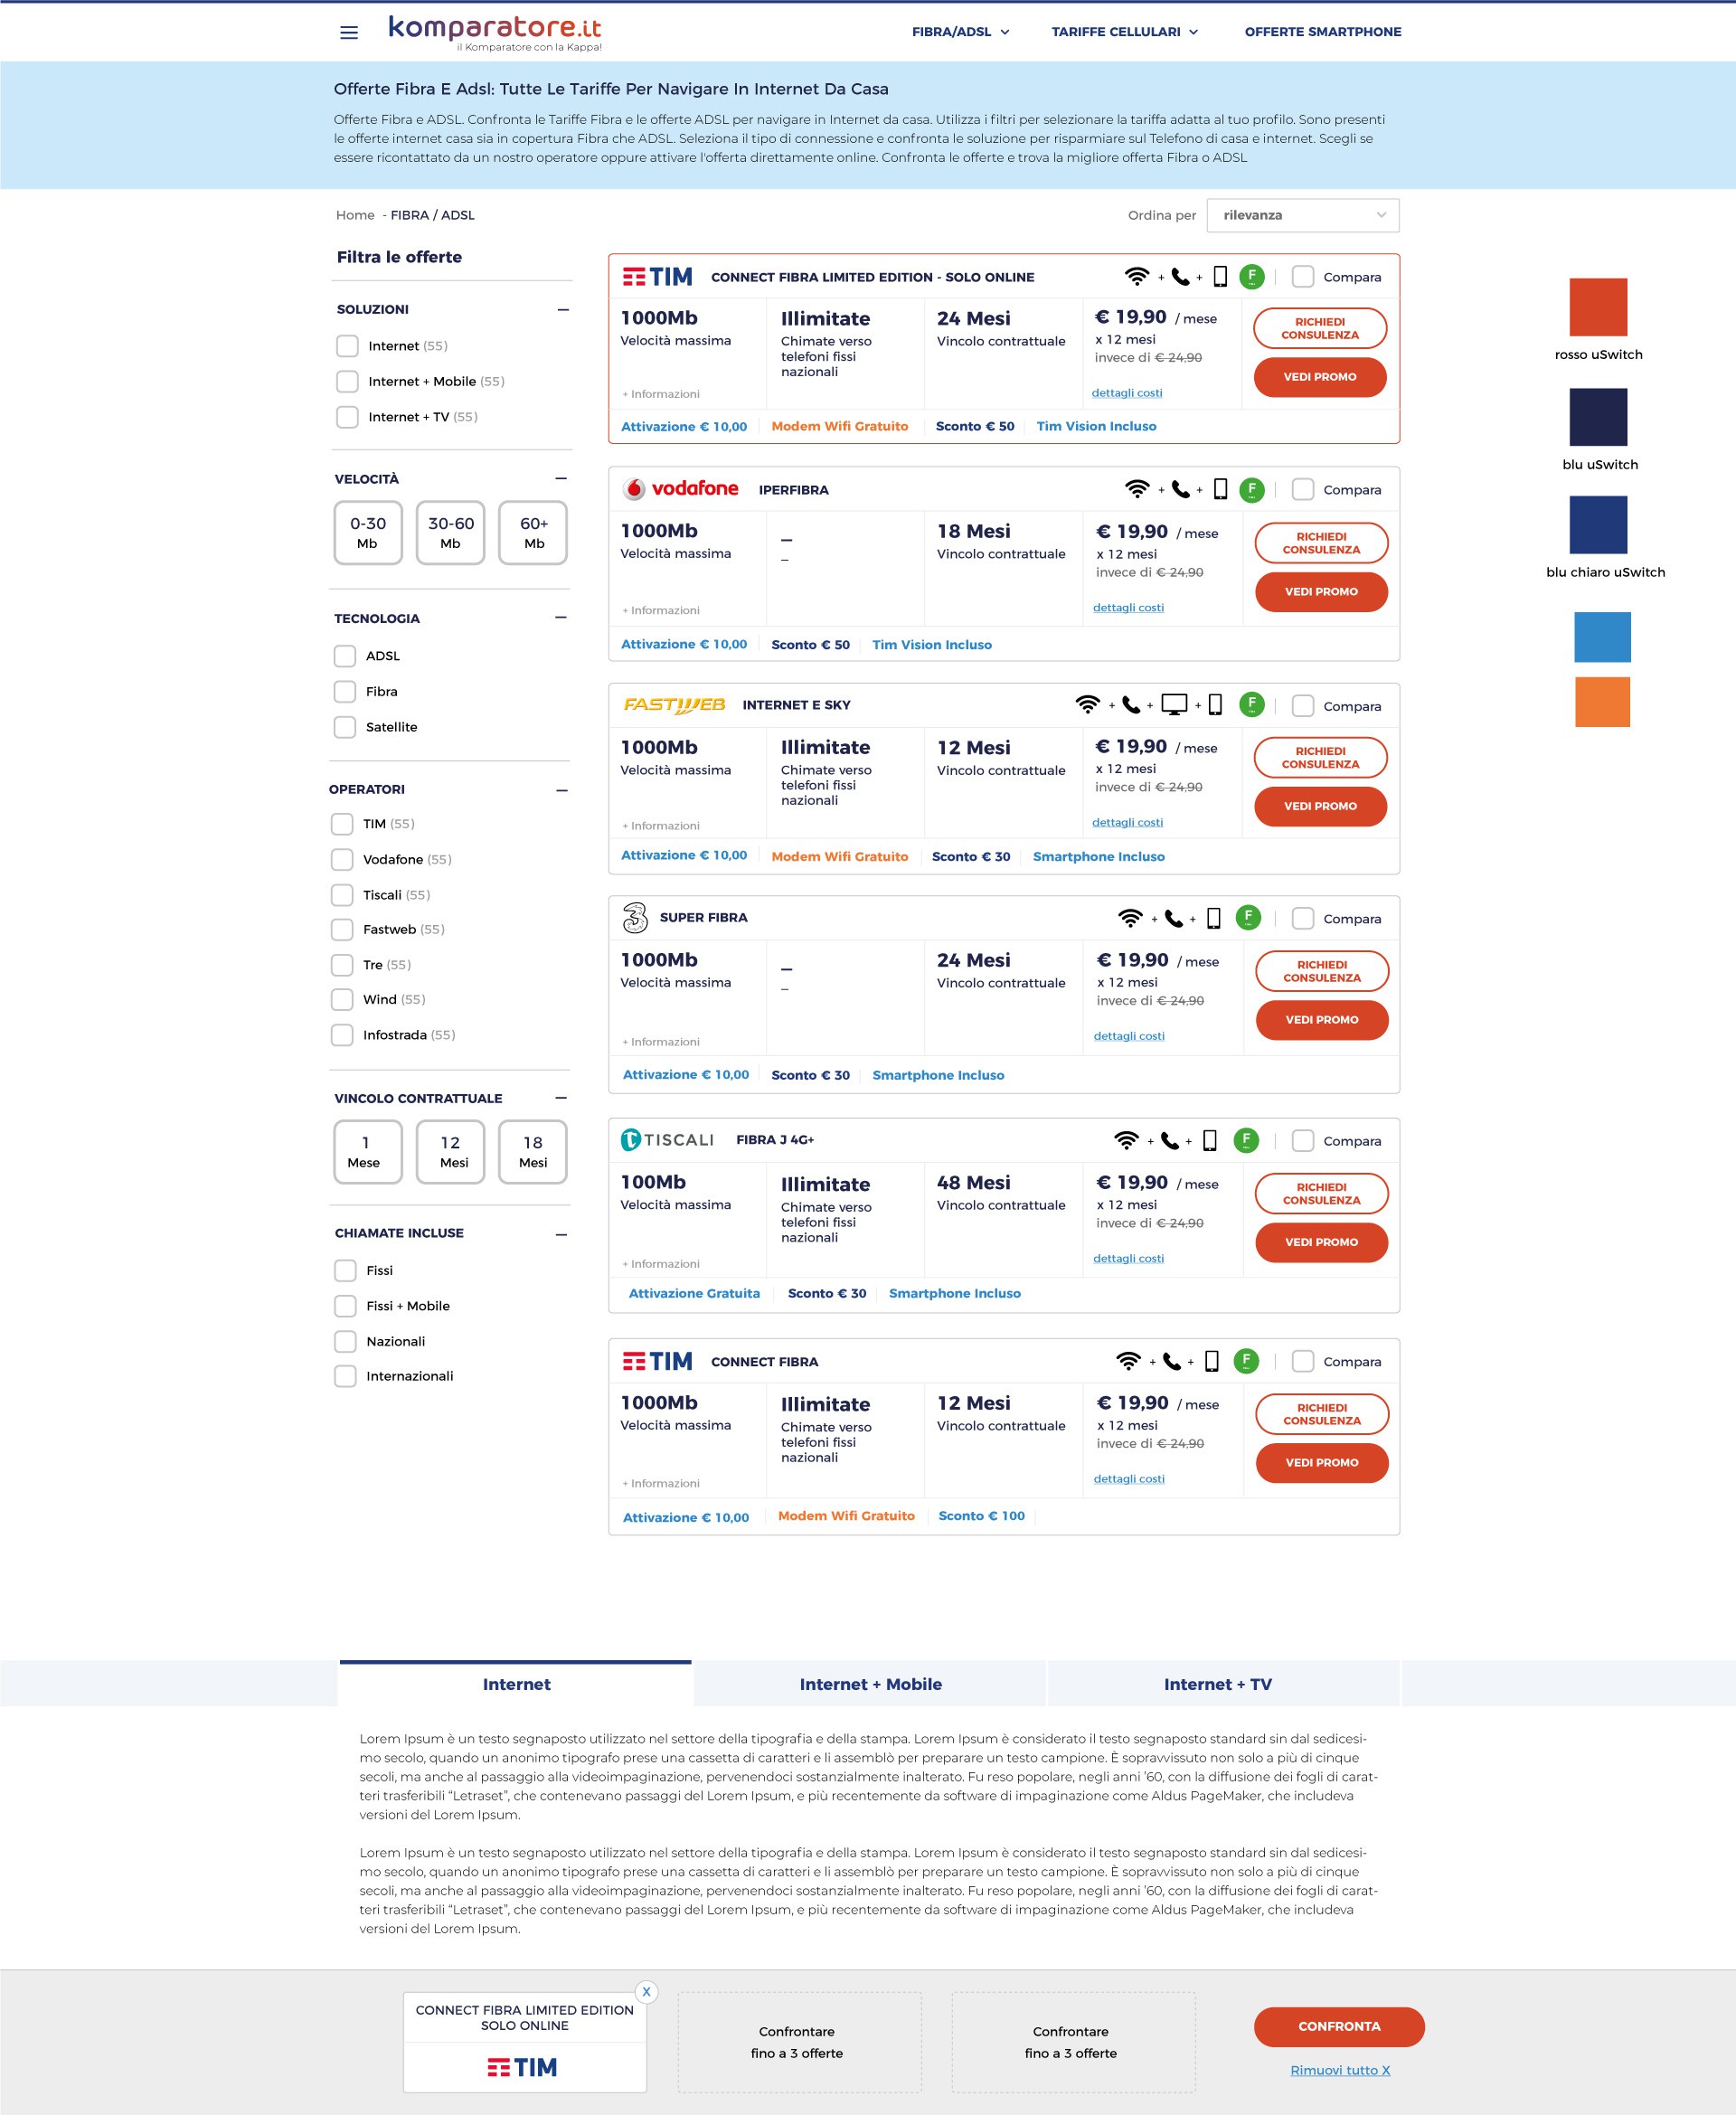 komparatore.it
il Komparatore con la Kappa!
FIBRA/ADSL
TARIFFE CELLULARI
OFFERTE SMARTPHONE
Offerte Fibra E Adsl: Tutte Le Tariffe Per Navigare In Internet Da Casa
Offerte Fibra e ADSL. Confronta le Tariffe Fibra e le offerte ADSL per navigare in Internet da casa. Utilizza i filtri per selezionare la tariffa adatta al tuo profilo. Sono presenti
le offerte internet casa sia in copertura Fibra che ADSL. Seleziona il tipo di connessione e confronta le soluzione per risparmiare sul Telefono di casa e internet. Scegli se
essere ricontattato da un nostro operatore oppure attivare l'offerta direttamente online. Confronta le offerte e trova la migliore offerta Fibra o ADSL
Home - FIBRA / ADSL
Ordina per
rilevanza
Filtra le offerte
SOLUZIONI
Internet (55)
Internet + Mobile (55)
Internet + TV (55)
VELOCITÀ
0-30
Mb
30-60
Mb
60+
Mb
TECNOLOGIA
ADSL
Fibra
Satellite
OPERATORI
TIM (55)
Vodafone (55)
Tiscali (55)
Fastweb (55)
Tre (55)
Wind (55)
Infostrada (55)
VINCOLO CONTRATTUALE
1
Mese
12
Mesi
18
Mesi
CHIAMATE INCLUSE
Fissi
Fissi + Mobile
Nazionali
Internazionali
TIM
CONNECT FIBRA LIMITED EDITION - SOLO ONLINE
+ +
F
Compara
1000Mb
Velocità massima
+ Informazioni
Illimitate
Chimate verso
telefoni fissi
nazionali
24 Mesi
Vincolo contrattuale
€ 19,90 / mese
x 12 mesi
invece di € 24,90
dettagli costi
RICHIEDI
CONSULENZA
VEDI PROMO
Attivazione € 10,00
Modem Wifi Gratuito
Sconto € 50
Tim Vision Incluso
vodafone
IPERFIBRA
+ +
F
Compara
1000Mb
Velocità massima
+ Informazioni
–
–
18 Mesi
Vincolo contrattuale
€ 19,90 / mese
x 12 mesi
invece di € 24,90
dettagli costi
RICHIEDI
CONSULENZA
VEDI PROMO
Attivazione € 10,00
Sconto € 50
Tim Vision Incluso
FASTWEB
INTERNET E SKY
+ + +
F
Compara
1000Mb
Velocità massima
+ Informazioni
Illimitate
Chimate verso
telefoni fissi
nazionali
12 Mesi
Vincolo contrattuale
€ 19,90 / mese
x 12 mesi
invece di € 24,90
dettagli costi
RICHIEDI
CONSULENZA
VEDI PROMO
Attivazione € 10,00
Modem Wifi Gratuito
Sconto € 30
Smartphone Incluso
3
SUPER FIBRA
+ +
F
Compara
1000Mb
Velocità massima
+ Informazioni
–
–
24 Mesi
Vincolo contrattuale
€ 19,90 / mese
x 12 mesi
invece di € 24,90
dettagli costi
RICHIEDI
CONSULENZA
VEDI PROMO
Attivazione € 10,00
Sconto € 30
Smartphone Incluso
TISCALI
FIBRA J 4G+
+ +
F
Compara
100Mb
Velocità massima
+ Informazioni
Illimitate
Chimate verso
telefoni fissi
nazionali
48 Mesi
Vincolo contrattuale
€ 19,90 / mese
x 12 mesi
invece di € 24,90
dettagli costi
RICHIEDI
CONSULENZA
VEDI PROMO
Attivazione Gratuita
Sconto € 30
Smartphone Incluso
TIM
CONNECT FIBRA
+ +
F
Compara
1000Mb
Velocità massima
+ Informazioni
Illimitate
Chimate verso
telefoni fissi
nazionali
12 Mesi
Vincolo contrattuale
€ 19,90 / mese
x 12 mesi
invece di € 24,90
dettagli costi
RICHIEDI
CONSULENZA
VEDI PROMO
Attivazione € 10,00
Modem Wifi Gratuito
Sconto € 100
rosso uSwitch
blu uSwitch
blu chiaro uSwitch
Internet
Internet + Mobile
Internet + TV
Lorem Ipsum è un testo segnaposto utilizzato nel settore della tipografia e della stampa. Lorem Ipsum è considerato il testo segnaposto standard sin dal sedicesi-
mo secolo, quando un anonimo tipografo prese una cassetta di caratteri e li assemblò per preparare un testo campione. È sopravvissuto non solo a più di cinque
secoli, ma anche al passaggio alla videoimpaginazione, pervenendoci sostanzialmente inalterato. Fu reso popolare, negli anni '60, con la diffusione dei fogli di carat-
teri trasferibili “Letraset”, che contenevano passaggi del Lorem Ipsum, e più recentemente da software di impaginazione come Aldus PageMaker, che includeva
versioni del Lorem Ipsum.
Lorem Ipsum è un testo segnaposto utilizzato nel settore della tipografia e della stampa. Lorem Ipsum è considerato il testo segnaposto standard sin dal sedicesi-
mo secolo, quando un anonimo tipografo prese una cassetta di caratteri e li assemblò per preparare un testo campione. È sopravvissuto non solo a più di cinque
secoli, ma anche al passaggio alla videoimpaginazione, pervenendoci sostanzialmente inalterato. Fu reso popolare, negli anni '60, con la diffusione dei fogli di carat-
teri trasferibili “Letraset”, che contenevano passaggi del Lorem Ipsum, e più recentemente da software di impaginazione come Aldus PageMaker, che includeva
versioni del Lorem Ipsum.
X
CONNECT FIBRA LIMITED EDITION
SOLO ONLINE
TIM
Confrontare
fino a 3 offerte
Confrontare
fino a 3 offerte
CONFRONTA
Rimuovi tutto X